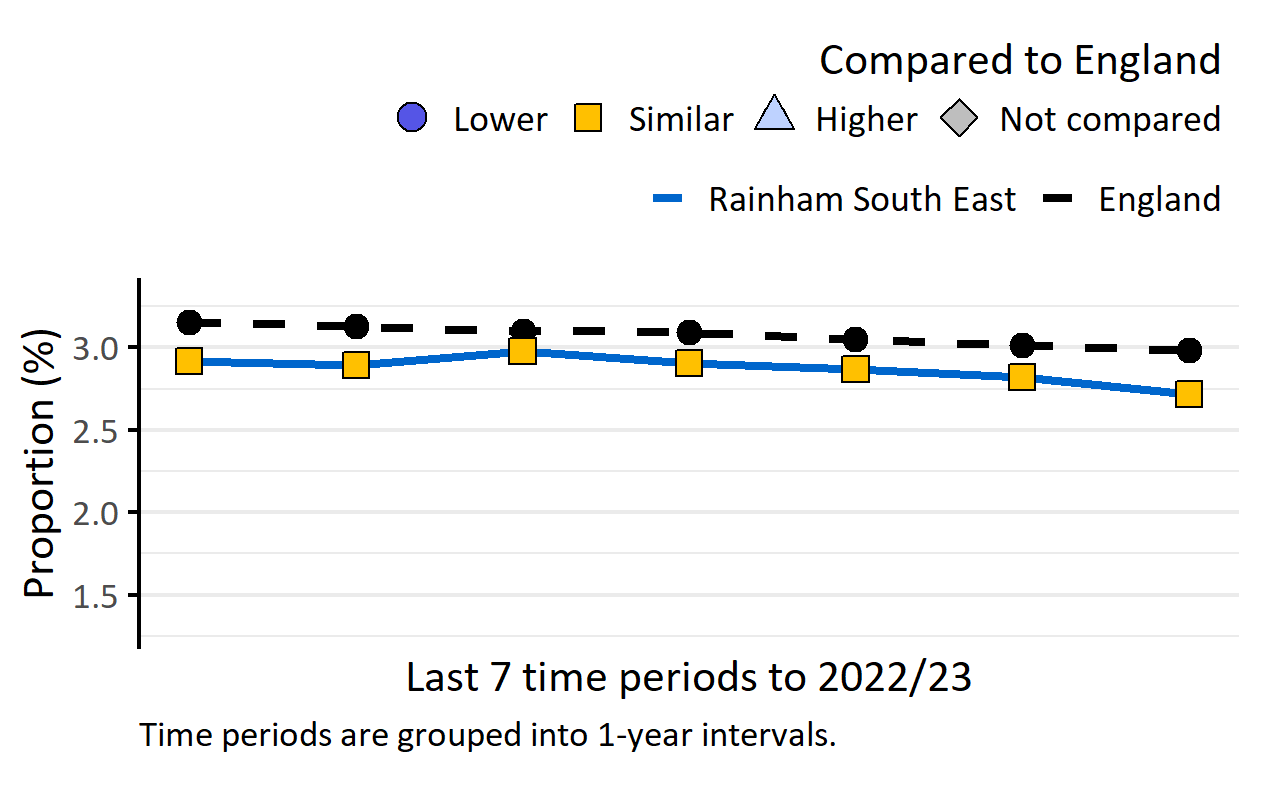 Compared to England
Lower Similar Higher Not compared
Rainham South East England
Proportion (%)
3.0
2.5
2.0
1.5
Last 7 time periods to 2022/23
Time periods are grouped into 1-year intervals.